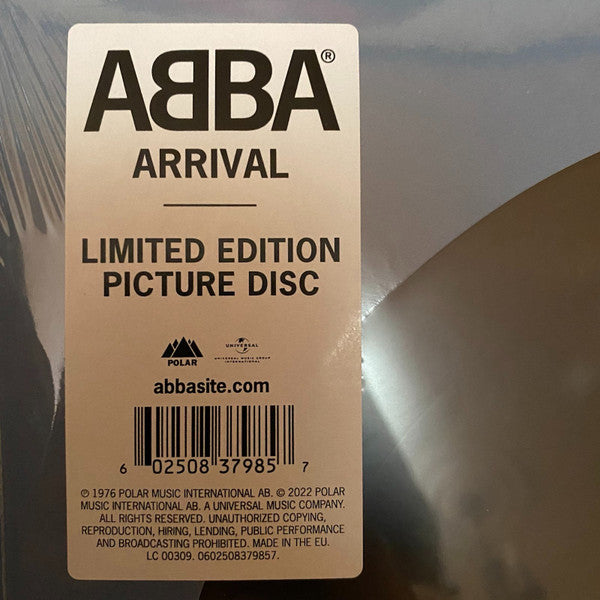 ABBA®
ARRIVAL
LIMITED EDITION
PICTURE DISC
POLAR
UNIVERSAL
UNIVERSAL MUSIC GROUP
INTERNATIONAL
abbasite.com
6 02508 37985 7
℗ 1976 POLAR MUSIC INTERNATIONAL AB. © 2022 POLAR
MUSIC INTERNATIONAL AB. A UNIVERSAL MUSIC COMPANY.
ALL RIGHTS RESERVED. UNAUTHORIZED COPYING,
REPRODUCTION, HIRING, LENDING, PUBLIC PERFORMANCE
AND BROADCASTING PROHIBITED. MADE IN THE EU.
LC 00309. 0602508379857.